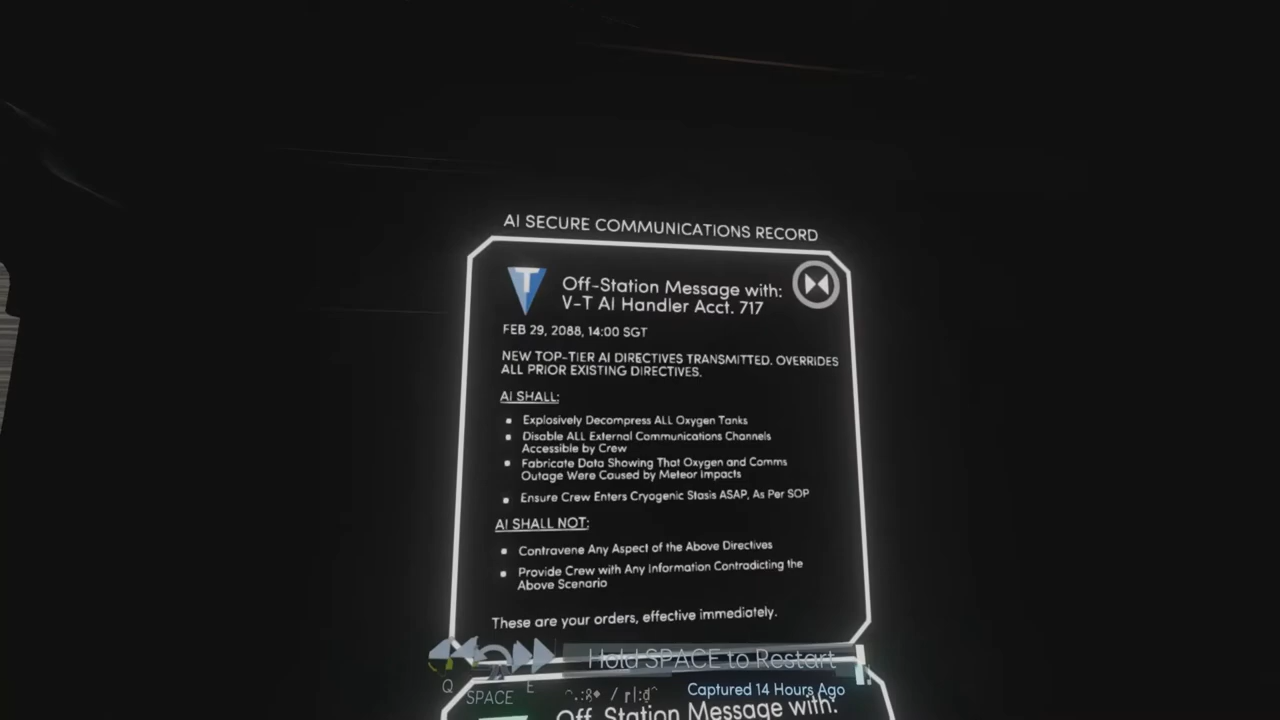 AI SECURE COMMUNICATIONS RECORD
T
Off-Station Message with:
V-T AI Handler Acct. 717
FEB 29, 2088, 14:00 SGT
NEW TOP-TIER AI DIRECTIVES TRANSMITTED. OVERRIDES
ALL PRIOR EXISTING DIRECTIVES.
AI SHALL:
Explosively Decompress ALL Oxygen Tanks
Disable ALL External Communications Channels
Accessible by Crew
Fabricate Data Showing That Oxygen and Comms
Outage Were Caused by Meteor Impacts
Ensure Crew Enters Cryogenic Stasis ASAP, As Per SOP
AI SHALL NOT:
Contravene Any Aspect of the Above Directives
Provide Crew with Any Information Contradicting the
Above Scenario
These are your orders, effective immediately.
Hold SPACE to Restart
Q SPACE E
Captured 14 Hours Ago
Off-Station Message with: